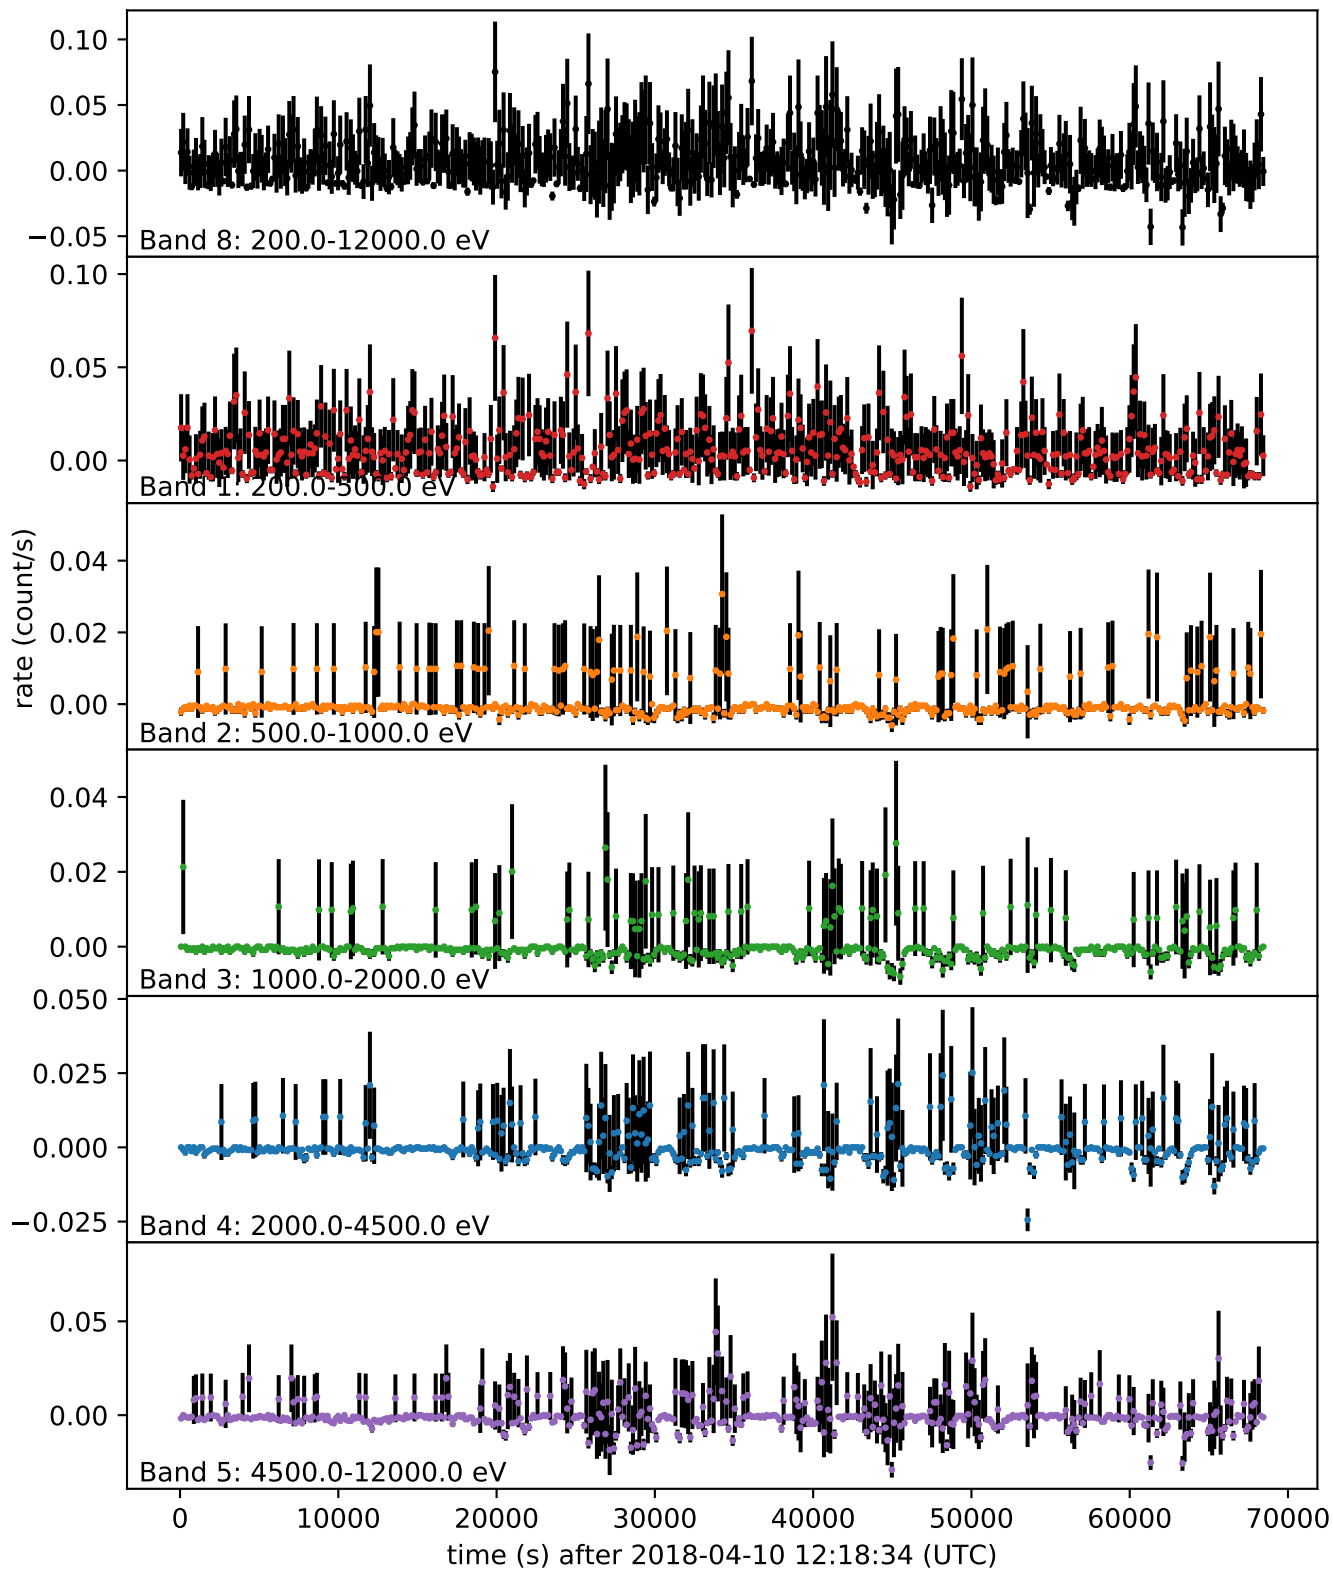 0.10
0.05
0.00
−0.05
Band 8: 200.0-12000.0 eV
0.10
0.05
0.00
Band 1: 200.0-500.0 eV
rate (count/s)
0.04
0.02
0.00
Band 2: 500.0-1000.0 eV
0.04
0.02
0.00
Band 3: 1000.0-2000.0 eV
0.050
0.025
0.000
−0.025
Band 4: 2000.0-4500.0 eV
0.05
0.00
Band 5: 4500.0-12000.0 eV
0 10000 20000 30000 40000 50000 60000 70000
time (s) after 2018-04-10 12:18:34 (UTC)